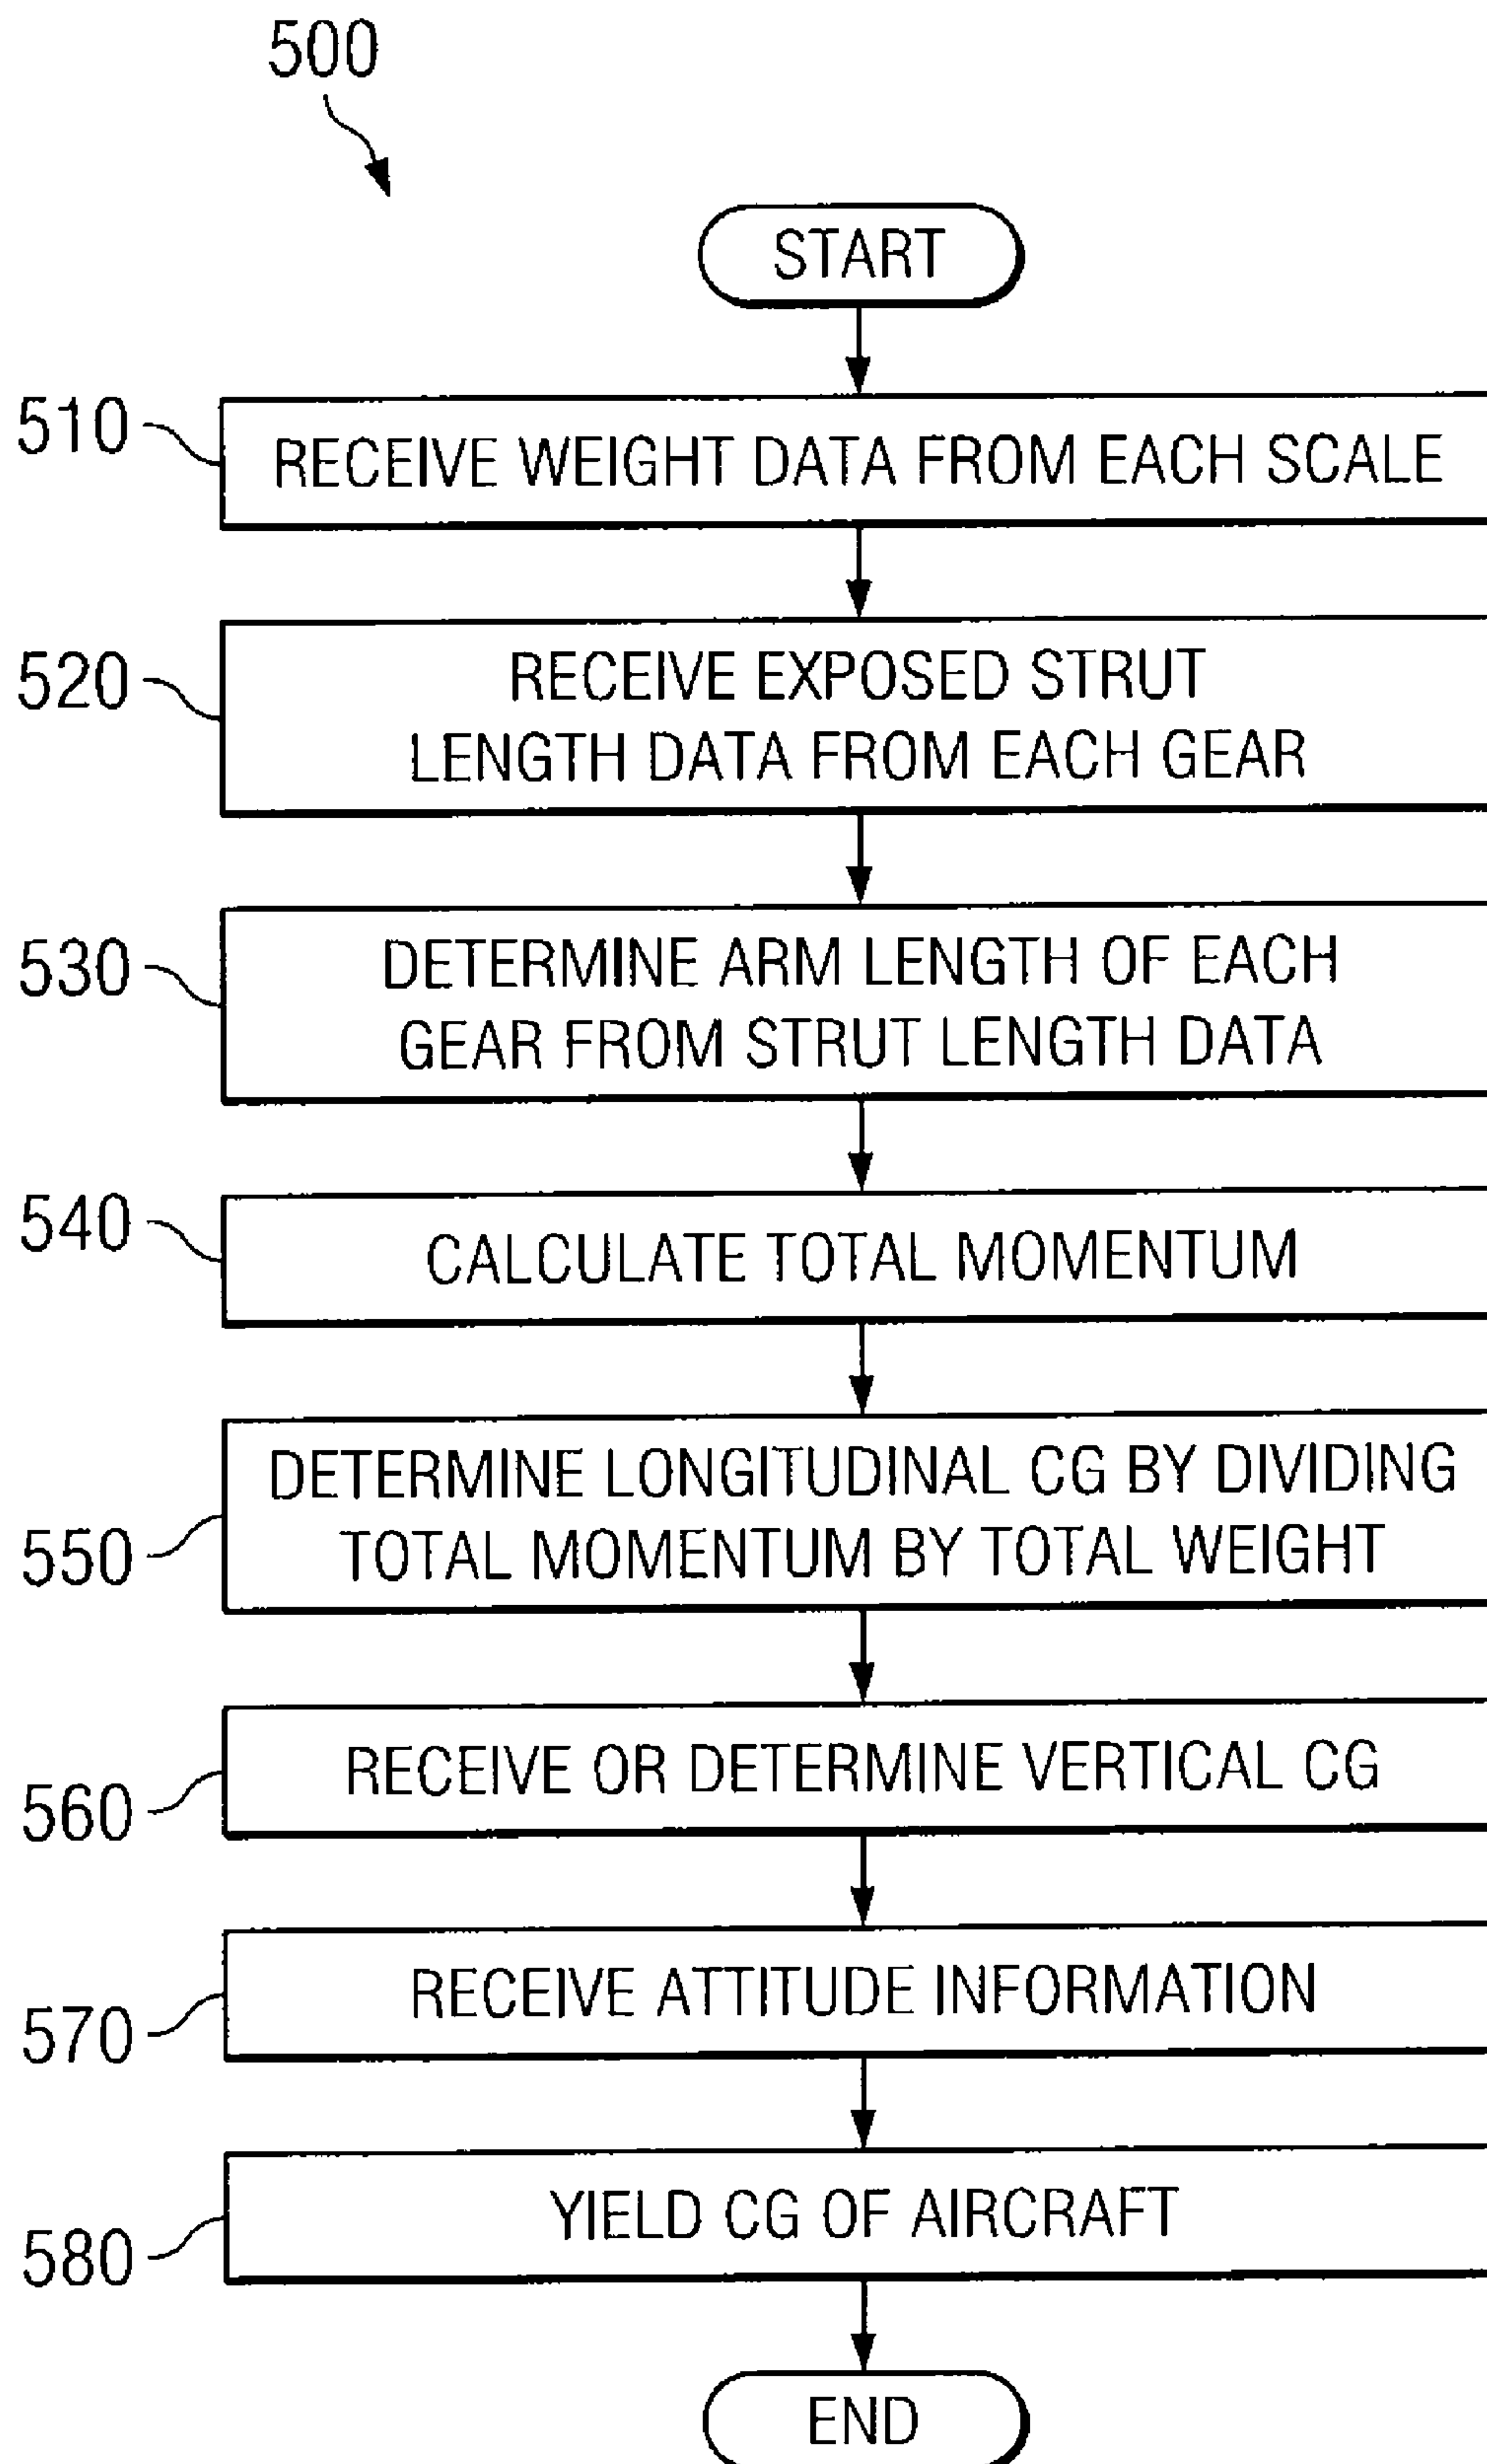 500
START
510
RECEIVE WEIGHT DATA FROM EACH SCALE
520
RECEIVE EXPOSED STRUT
LENGTH DATA FROM EACH GEAR
530
DETERMINE ARM LENGTH OF EACH
GEAR FROM STRUT LENGTH DATA
540
CALCULATE TOTAL MOMENTUM
550
DETERMINE LONGITUDINAL CG BY DIVIDING
TOTAL MOMENTUM BY TOTAL WEIGHT
560
RECEIVE OR DETERMINE VERTICAL CG
570
RECEIVE ATTITUDE INFORMATION
580
YIELD CG OF AIRCRAFT
END